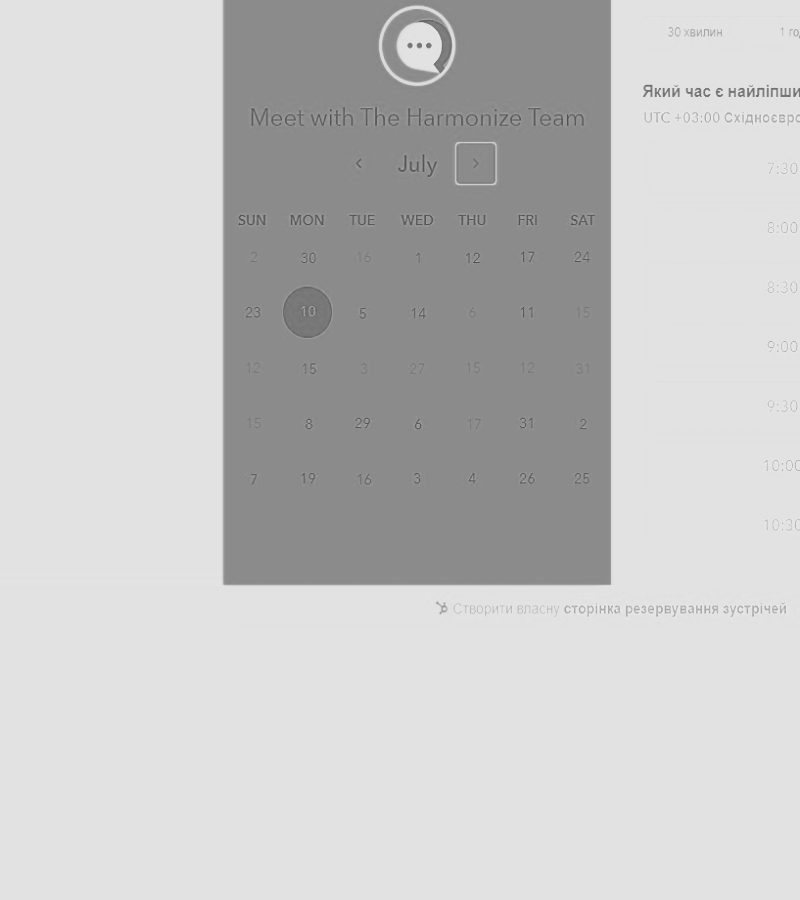 Meet with The Harmonize Team
July
SUN MON TUE WED THU FRI SAT
2 30 16 1 12 17 24
23 10 5 14 6 11 15
12 15 3 27 15 12 31
15 8 29 6 17 31 2
7 19 16 3 4 26 25
30 хвилин 1
Який час є
UTC +03:00
7:30
8:00
8:30
9:00
9:30
10:00
10:30
Створити власну сторінка резервування зустрічей